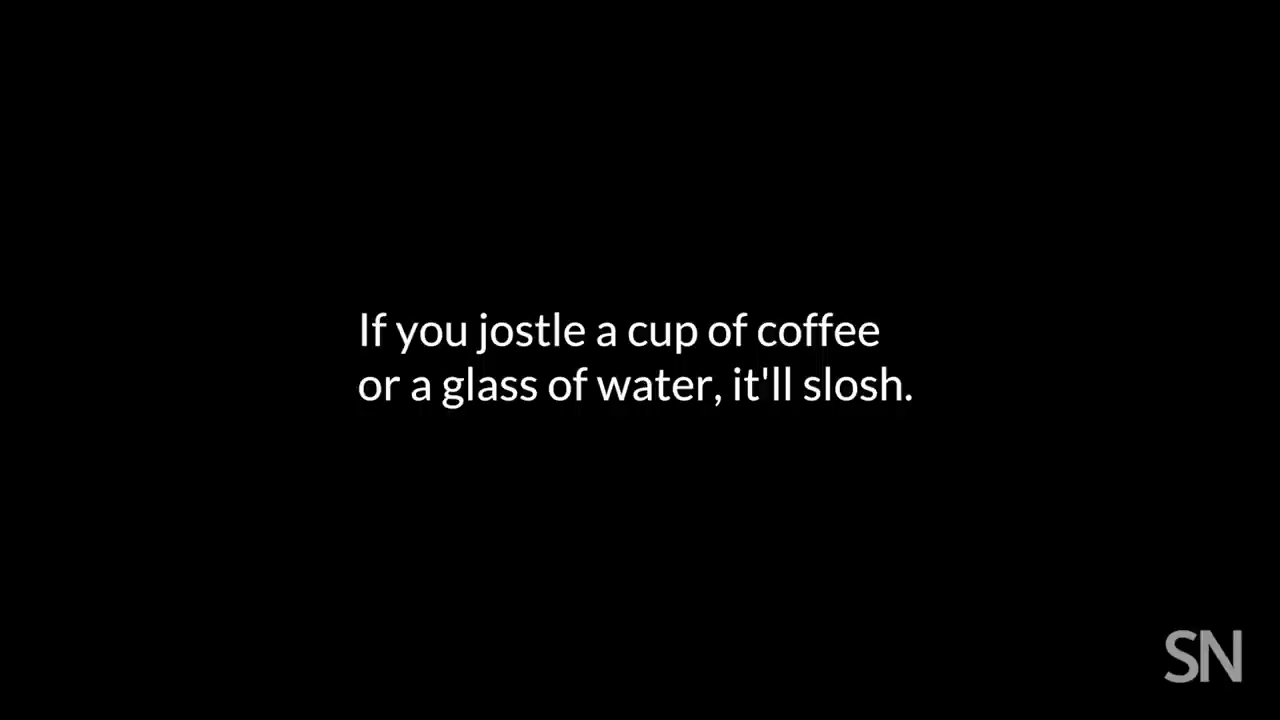 If you jostle a cup of coffee
or a glass of water, it'll slosh.
SN